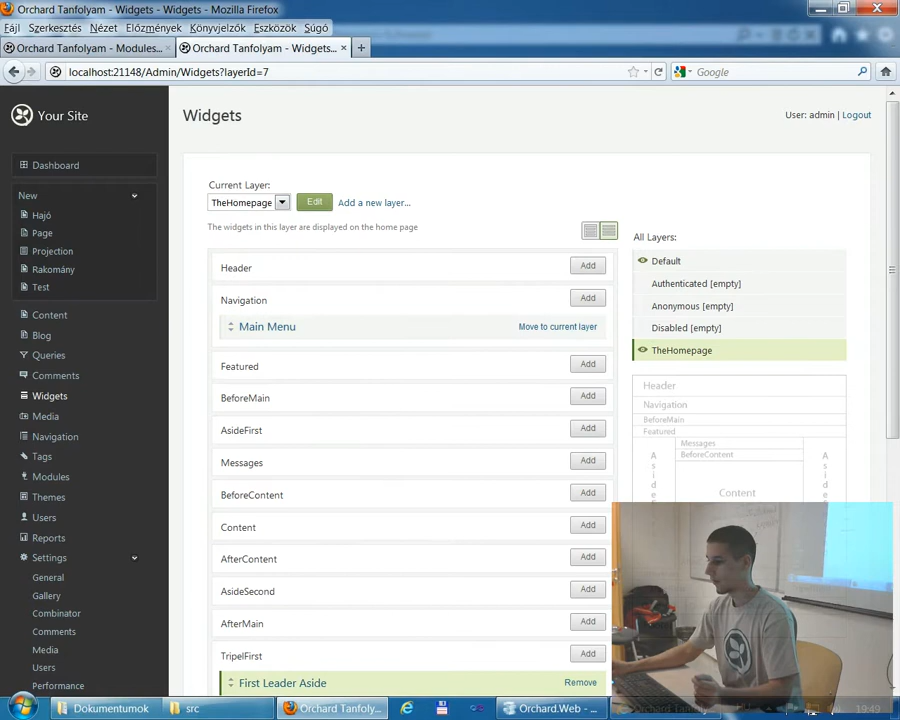 Orchard Tanfolyam - Widgets - Widgets - Mozilla Firefox
Fájl Szerkesztés Nézet Előzmények Könyvjelzők Eszközök Súgó
Orchard Tanfolyam - Modules... Orchard Tanfolyam - Widgets...
localhost:21148/Admin/Widgets?layerId=7 Google
Your Site
Widgets
User: admin | Logout
Dashboard
New
Hajó
Page
Projection
Rakomány
Test
Content
Blog
Queries
Comments
Widgets
Media
Navigation
Tags
Modules
Themes
Users
Reports
Settings
General
Gallery
Combinator
Comments
Media
Users
Performance
Current Layer:
TheHomepage Edit Add a new layer...
The widgets in this layer are displayed on the home page
Header Add
Navigation Add
Main Menu Move to current layer
Featured Add
BeforeMain Add
AsideFirst Add
Messages Add
BeforeContent Add
Content Add
AfterContent Add
AsideSecond Add
AfterMain Add
TripelFirst Add
First Leader Aside Remove
All Layers:
Default
Authenticated [empty]
Anonymous [empty]
Disabled [empty]
TheHomepage
Header
Navigation
BeforeMain
Featured
Messages
BeforeContent
Aside
Content
Aside
Dokumentumok src Orchard Tanfoly... Orchard.Web - ...
19:49